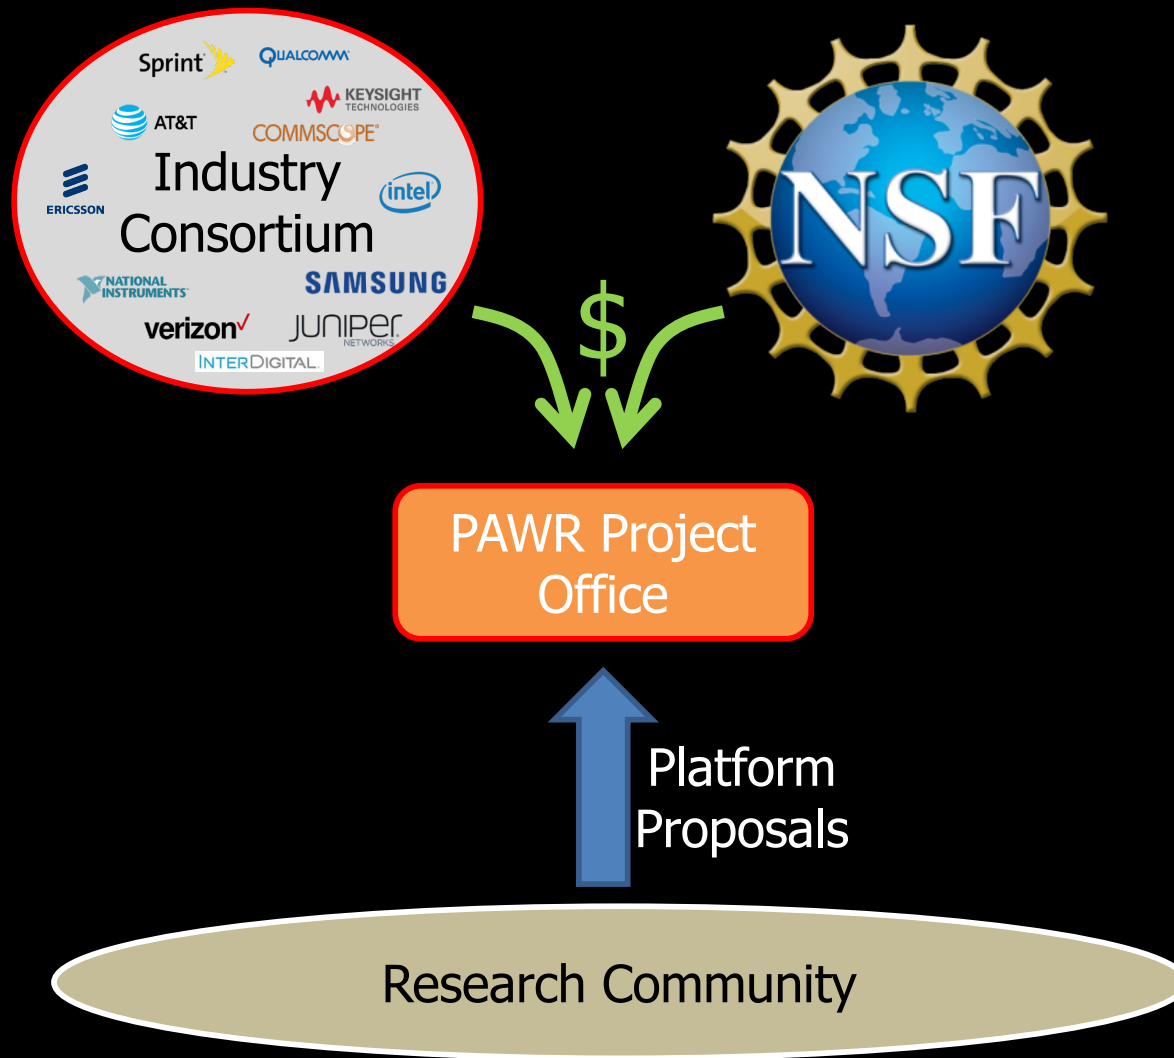 Sprint
QUALCOMM
KEYSIGHT
TECHNOLOGIES
AT&T
COMMSCOPE
Industry
ERICSSON
intel
Consortium
NATIONAL
INSTRUMENTS
SAMSUNG
verizon
JUNIPER
NETWORKS
INTERDIGITAL
NSF
$
PAWR Project
Office
Platform
Proposals
Research Community